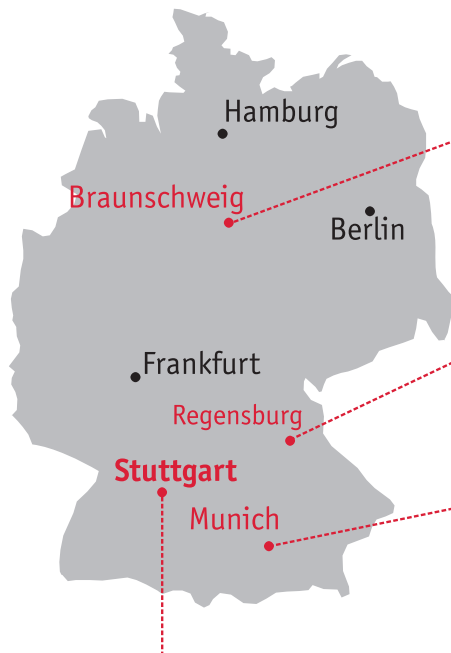 Hamburg
Braunschweig
Berlin
Frankfurt
Regensburg
Stuttgart
Munich